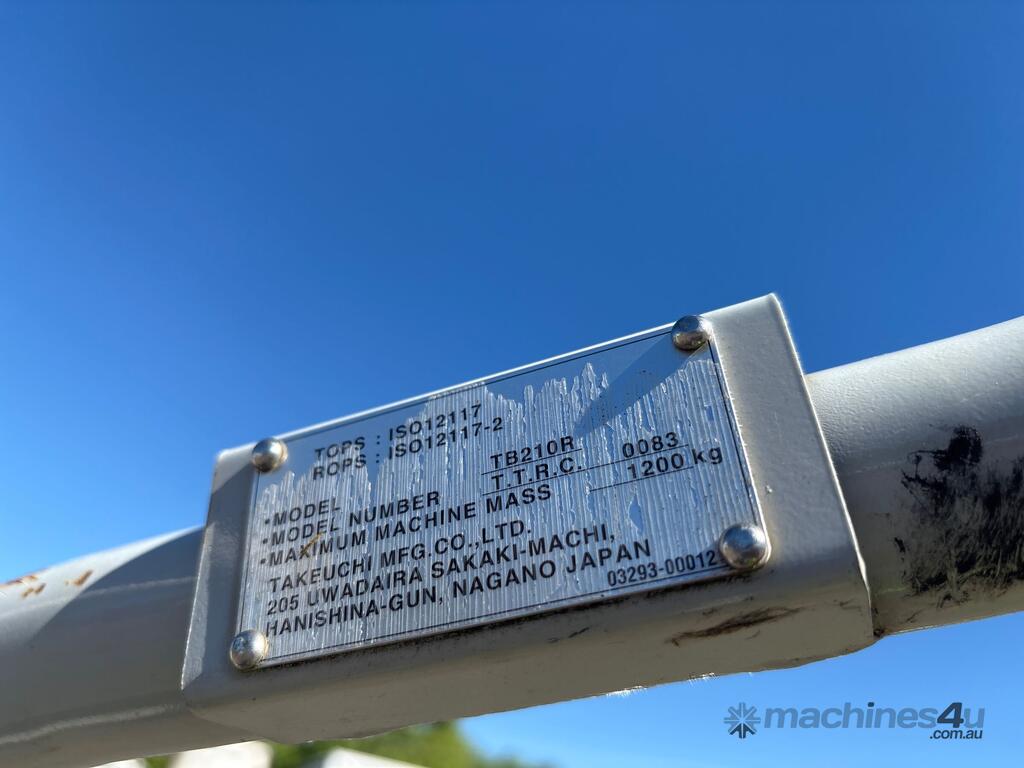 TOPS : ISO12117
ROPS : ISO12117-2
•MODEL TB210R
•MODEL NUMBER T.T.R.C. 0083
•MAXIMUM MACHINE MASS 1200 kg
TAKEUCHI MFG.CO.,LTD.
205 UWADAIRA SAKAKI-MACHI,
HANISHINA-GUN, NAGANO JAPAN
03293-00012
machines4u
.com.au